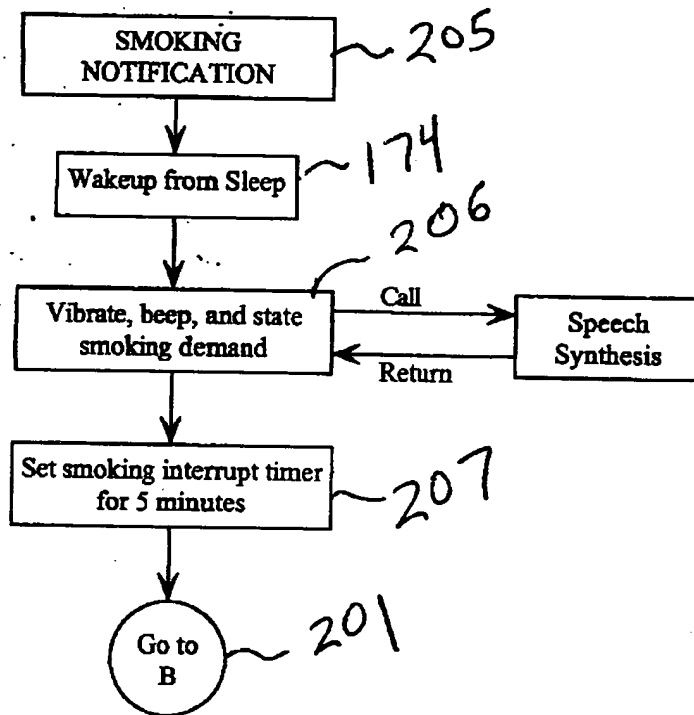 SMOKING
NOTIFICATION
205
Wakeup from Sleep
174
206
Vibrate, beep, and state
smoking demand
Call
Return
Speech
Synthesis
Set smoking interrupt timer
for 5 minutes
207
Go to
B
201